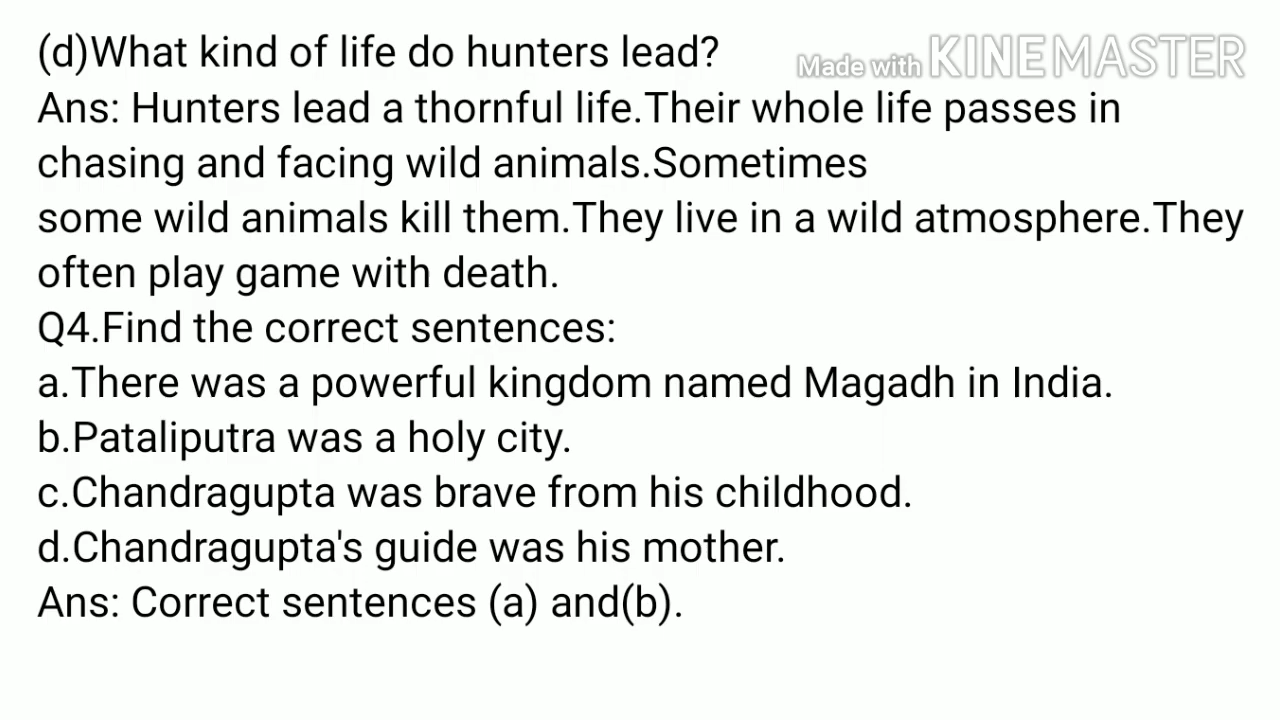 (d)What kind of life do hunters lead?
Made with KINEMASTER
Ans: Hunters lead a thornful life.Their whole life passes in
chasing and facing wild animals.Sometimes
some wild animals kill them.They live in a wild atmosphere.They
often play game with death.
Q4.Find the correct sentences:
a.There was a powerful kingdom named Magadh in India.
b.Pataliputra was a holy city.
c.Chandragupta was brave from his childhood.
d.Chandragupta's guide was his mother.
Ans: Correct sentences (a) and(b).